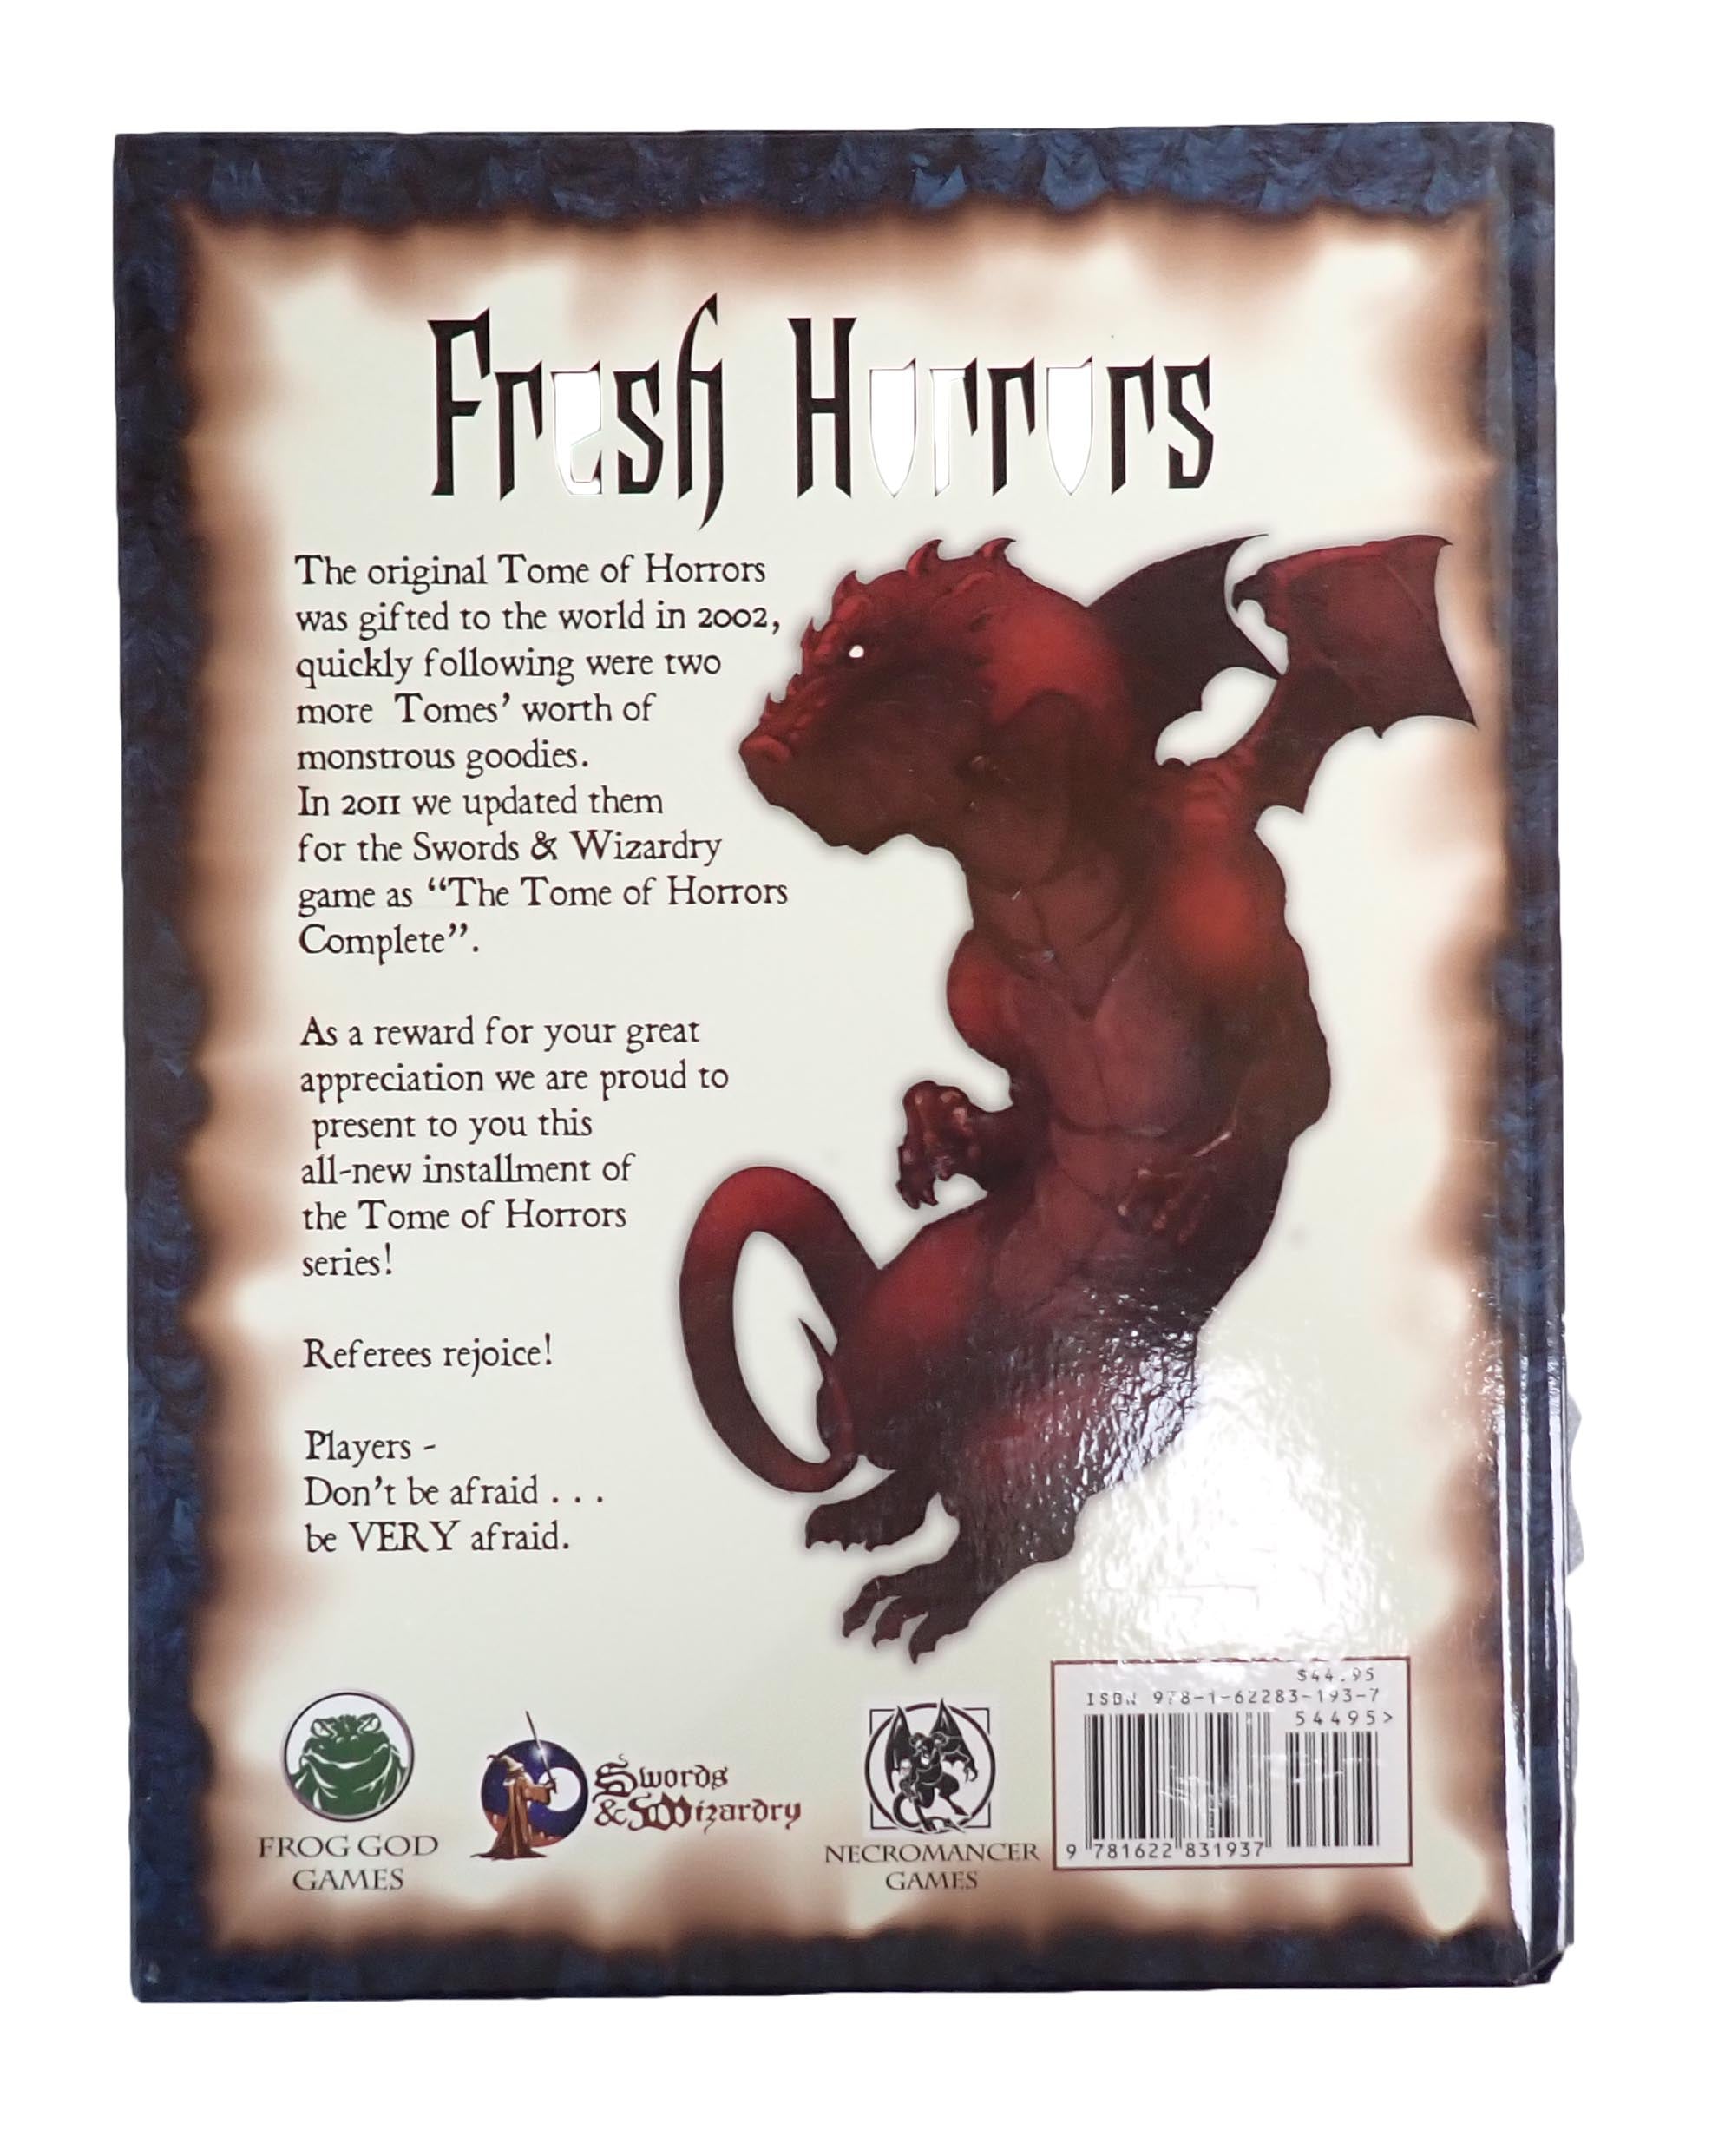 Fresh Horrors
The original Tome of Horrors
was gifted to the world in 2002,
quickly following were two
more Tomes' worth of
monstrous goodies.
In 2011 we updated them
for the Swords & Wizardry
game as “The Tome of Horrors
Complete”.
As a reward for your great
appreciation we are proud to
present to you this
all-new installment of
the Tome of Horrors
series!
Referees rejoice!
Players -
Don't be afraid . . .
be VERY afraid.
FROG GOD
GAMES
Swords
& Wizardry
NECROMANCER
GAMES
$44.95
ISBN 978-1-62283-193-7
54495>
9 781622 831937